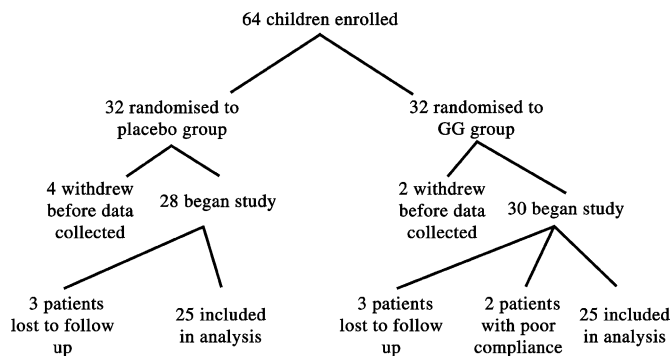 64 children enrolled
32 randomised to
placebo group
32 randomised to
GG group
4 withdrew
before data
collected
28 began study
2 withdrew
before data
collected
30 began study
3 patients
lost to follow
up
25 included
in analysis
3 patients
lost to follow
up
2 patients
with poor
compliance
25 included
in analysis